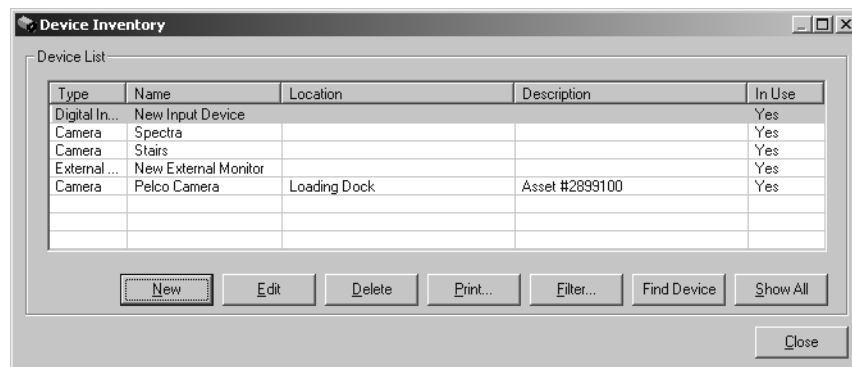 Device Inventory
Device List
Type Name Location Description In Use
Digital In... New Input Device Yes
Camera Spectra Yes
Camera Stairs Yes
External ... New External Monitor Yes
Camera Pelco Camera Loading Dock Asset #2899100 Yes
New Edit Delete Print... Filter... Find Device Show All
Close